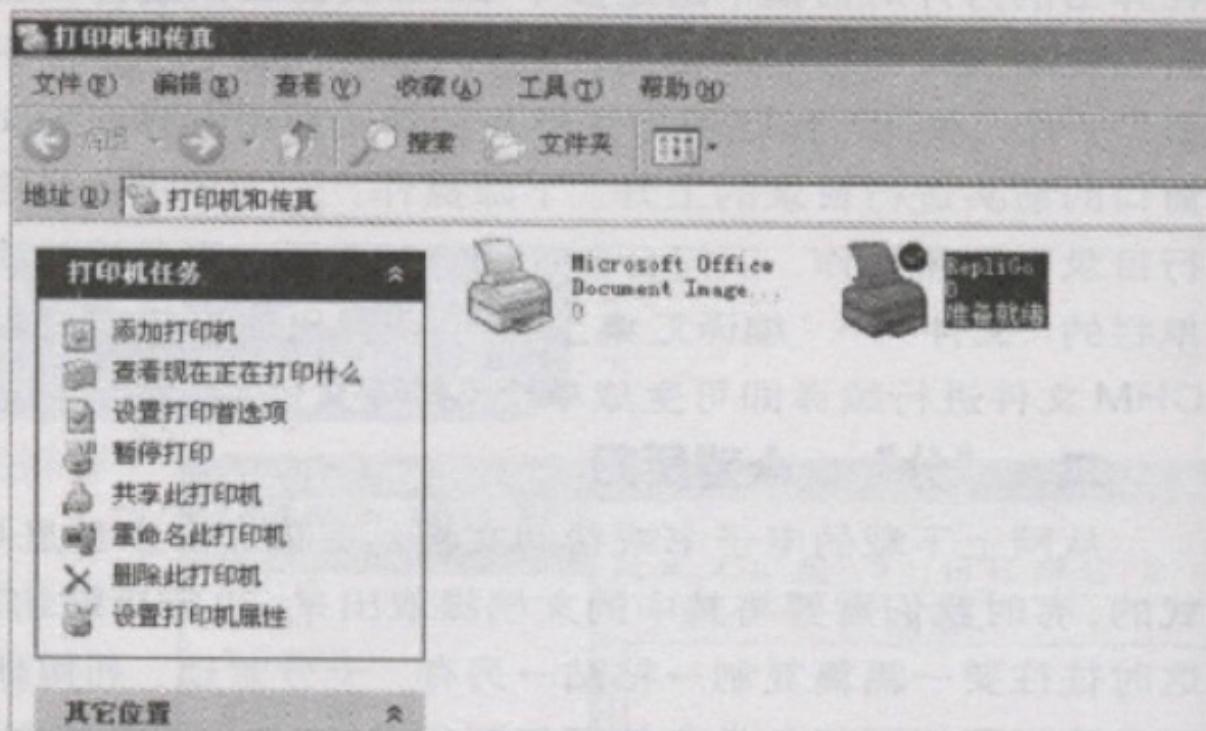 打印机和传真
文件(F) 编辑(E) 查看(V) 收藏(A) 工具(T) 帮助(H)
后退 搜索 文件夹
地址(D) 打印机和传真
打印机任务
添加打印机
查看现在正在打印什么
设置打印首选项
暂停打印
共享此打印机
重命名此打印机
删除此打印机
设置打印机属性
其它位置
Microsoft Office
Document Image...
0
RepliGo
0
准备就绪